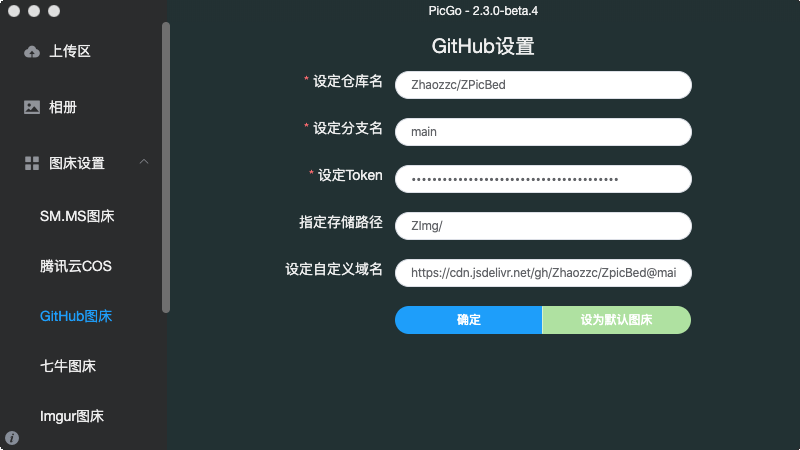 PicGo - 2.3.0-beta.4
上传区
相册
图床设置
SM.MS图床
腾讯云COS
GitHub图床
七牛图床
Imgur图床
GitHub设置
* 设定仓库名
Zhaozzc/ZPicBed
* 设定分支名
main
* 设定Token
••••••••••••••••••••••••••••••••••••••••
指定存储路径
ZImg/
设定自定义域名
https://cdn.jsdelivr.net/gh/Zhaozzc/ZpicBed@mai
确定
设为默认图床